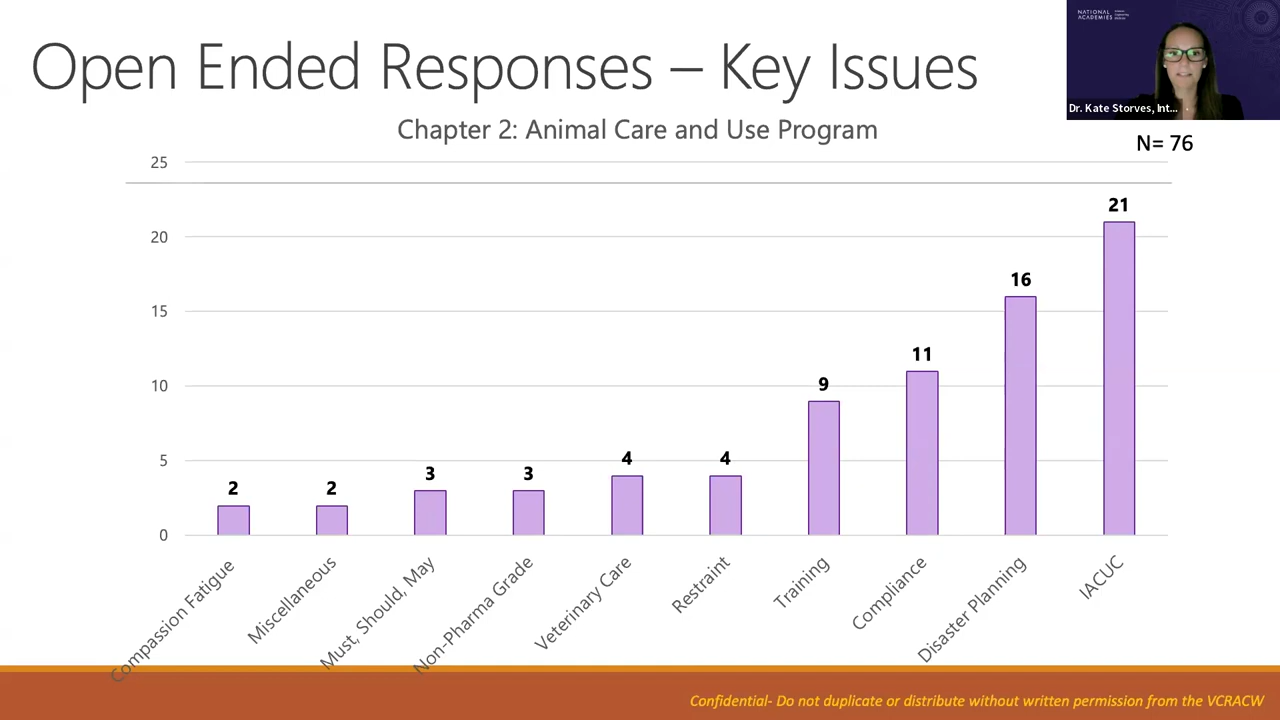 Open Ended Responses – Key Issues
NATIONAL
ACADEMIES
Dr. Kate Storves, Int...
Chapter 2: Animal Care and Use Program
N= 76
25
20
15
10
5
0
2
2
3
3
4
4
9
11
16
21
Compassion Fatigue
Miscellaneous
Must, Should, May
Non-Pharma Grade
Veterinary Care
Restraint
Training
Compliance
Disaster Planning
IACUC
Confidential- Do not duplicate or distribute without written permission from the VCRACW